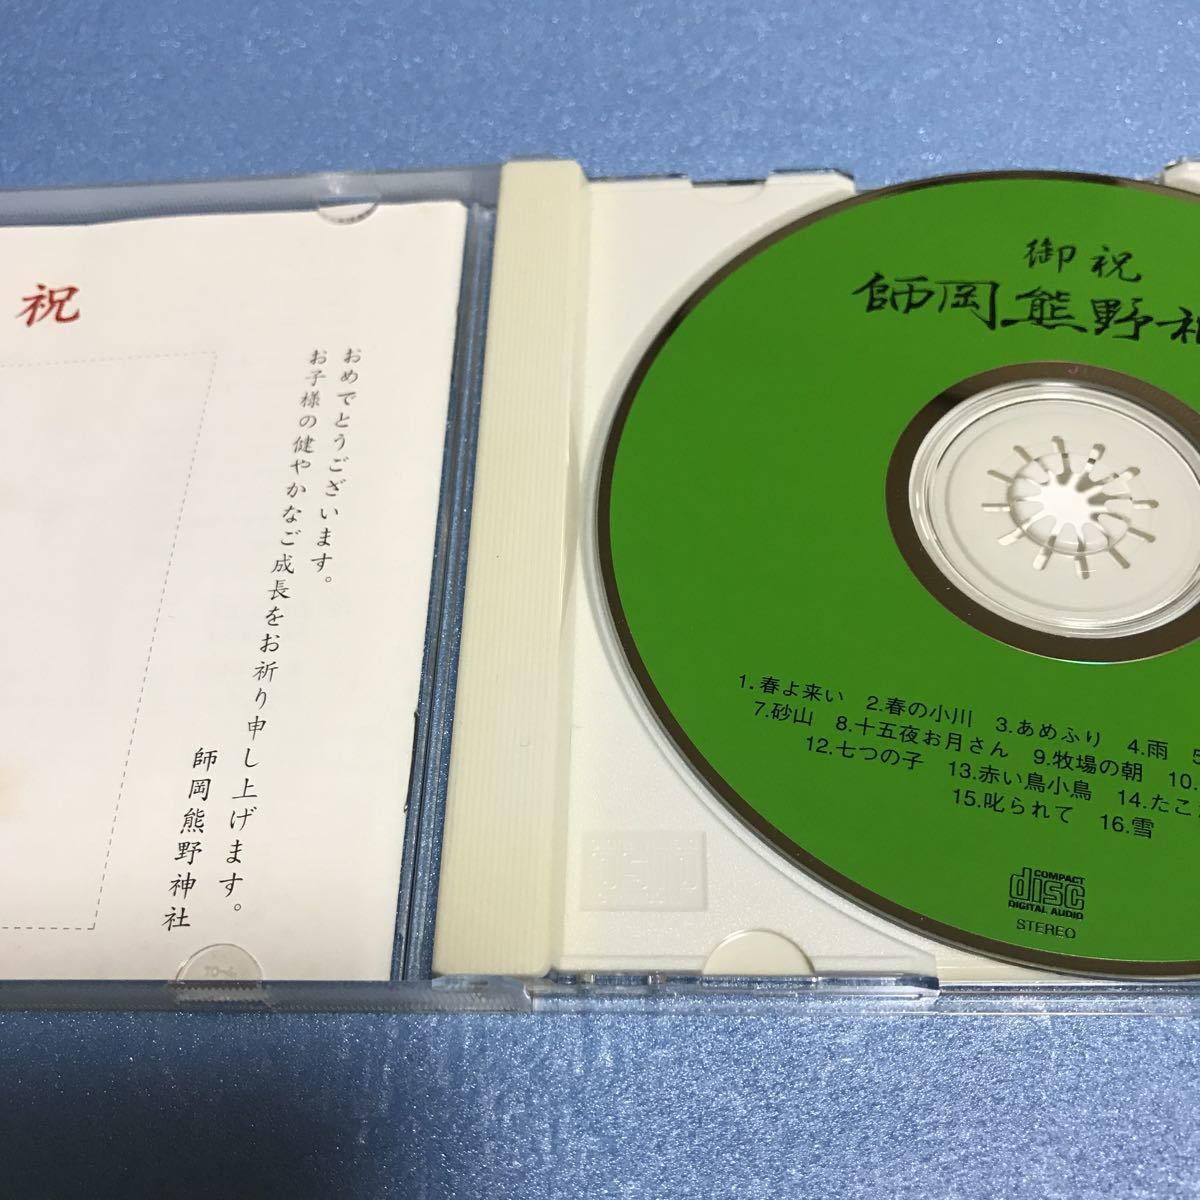 祝
おめでとうございます。
お子様の健やかなご成長をお祈り申し上げます。
師岡熊野神社
御祝
師岡熊野神
1.春よ来い 2.春の小川 3.あめふり 4.雨 5
7.砂山 8.十五夜お月さん 9.牧場の朝 10.
12.七つの子 13.赤い鳥小鳥 14.たこ
15.叱られて 16.雪
COMPACT
disc
DIGITAL AUDIO
STEREO